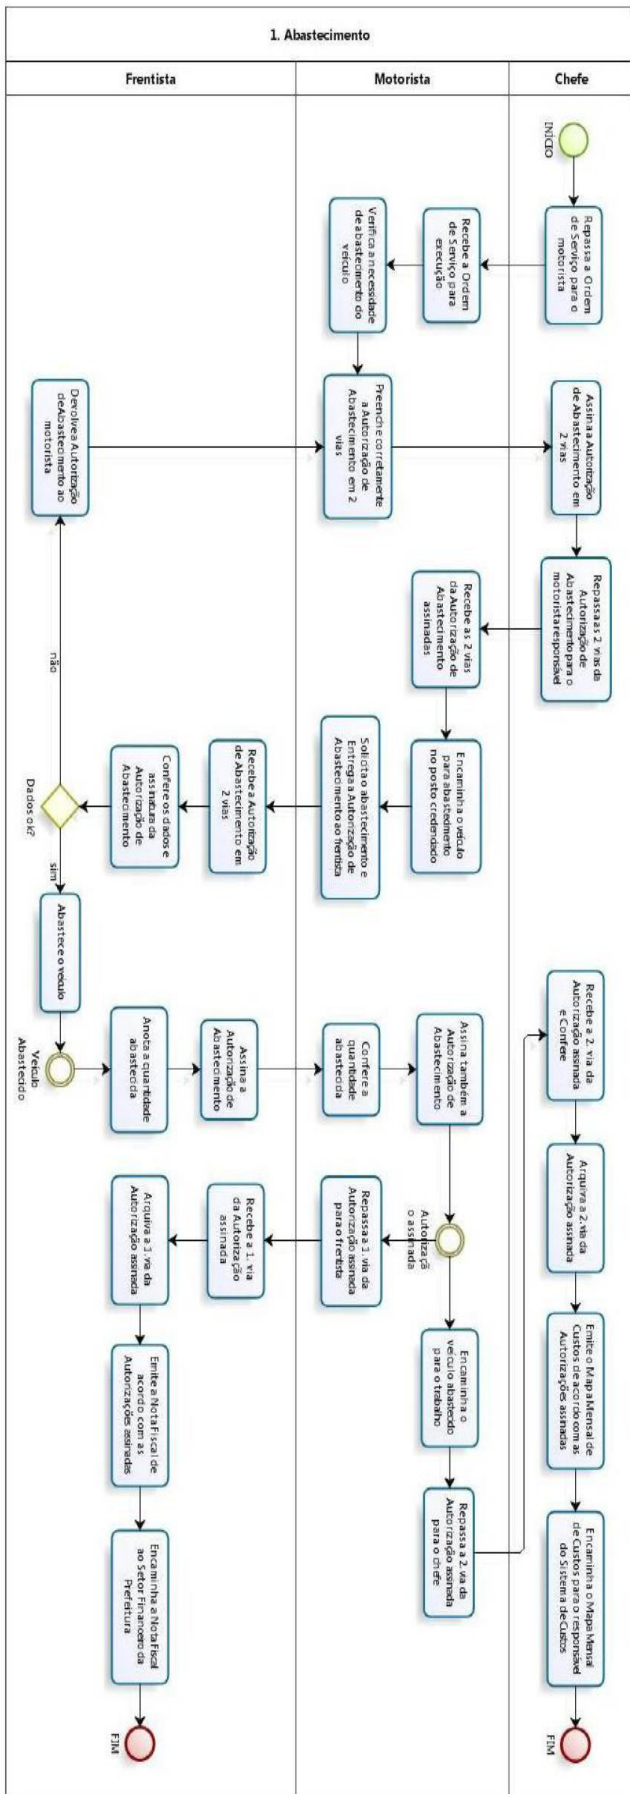 1. Abastecimento
Chefe
Motorista
Frentista
INÍCIO
Repassa a Ordem
de Serviço para o
motorista
Recebe a Ordem
de Serviço para
execução
Verifica a necessidade
de abastecimento do
veículo
Preenche corretamente
a Autorização de
Abastecimento em 2
vias
Assina a Autorização
de Abastecimento em
2 vias
Repassa as 2 vias da
Autorização de
Abastecimento para o
motorista responsável
Recebe as 2 vias
da Autorização de
Abastecimento
assinadas
Encaminha o veículo
para abastecimento
no posto credenciado
Solicita o abastecimento e
Entrega a Autorização de
Abastecimento ao frentista
Recebe a Autorização
de Abastecimento em
2 vias
Confere os dados e
assinatura da
Autorização de
Abastecimento
Dados ok?
não
Devolve a Autorização
de Abastecimento ao
motorista
sim
Abastece o veículo
Veículo
Abastecido
Anota a quantidade
abastecida
Assina a
Autorização de
Abastecimento
Confere a
quantidade
abastecida
Assina também a
Autorização de
Abastecimento
Autorizaçã
o assinada
Repassa a 1. via da
Autorização assinada
para o frentista
Recebe a 1. via
da Autorização
assinada
Arquiva a 1. via da
Autorização assinada
Emite a Nota Fiscal de
acordo com as
Autorizações assinadas
Encaminha a Nota Fiscal
ao Setor Financeiro da
Prefeitura
FIM
Encaminha o
veículo abastecido
para o trabalho
Repassa a 2. via da
Autorização assinada
para o chefe
Recebe a 2. via da
Autorização assinada
e Confere
Arquiva a 2. via da
Autorização assinada
Emite o Mapa Mensal de
Custos de acordo com as
Autorizações assinadas
Encaminha o Mapa Mensal
de Custos para o responsável
do Sistema de Custos
FIM